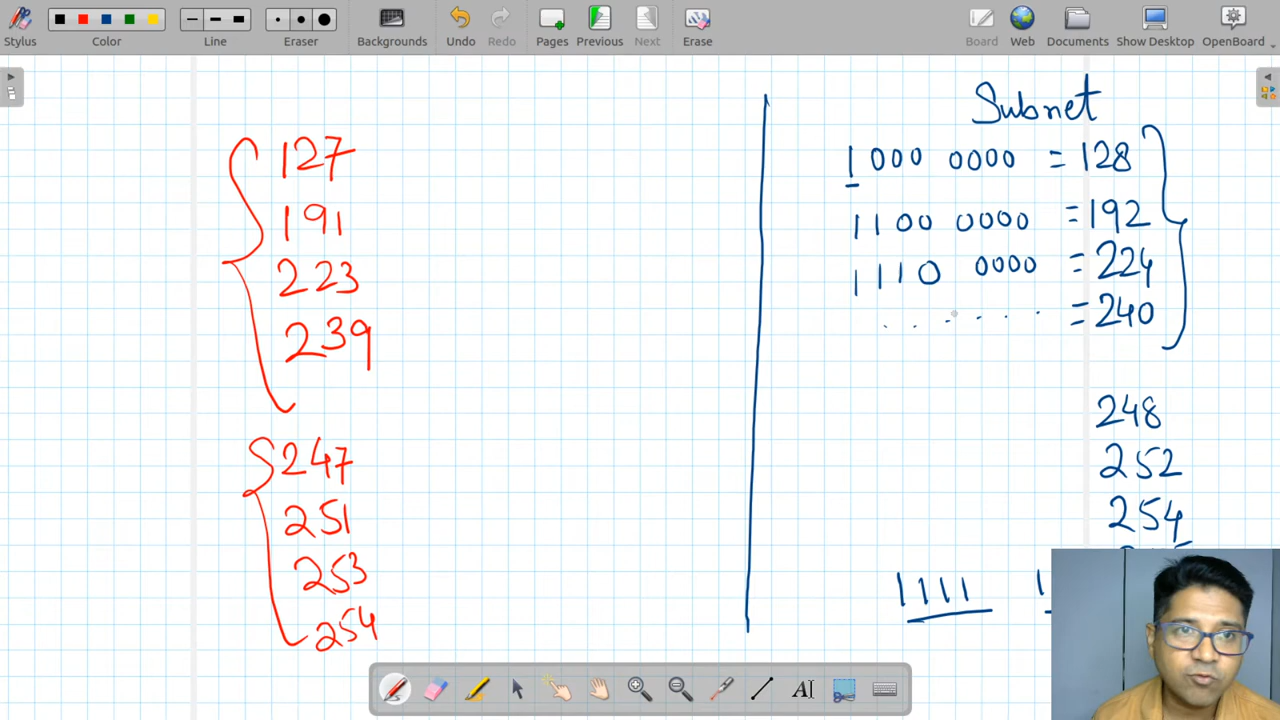 Stylus Color Line Eraser Backgrounds Undo Redo Pages Previous Next Erase Board Web Documents Show Desktop OpenBoard
127
191
223
239
247
251
253
254
Subnet
1000 0000 = 128
1100 0000 = 192
1110 0000 = 224
. . . . . . = 240
248
252
254
1111
AI